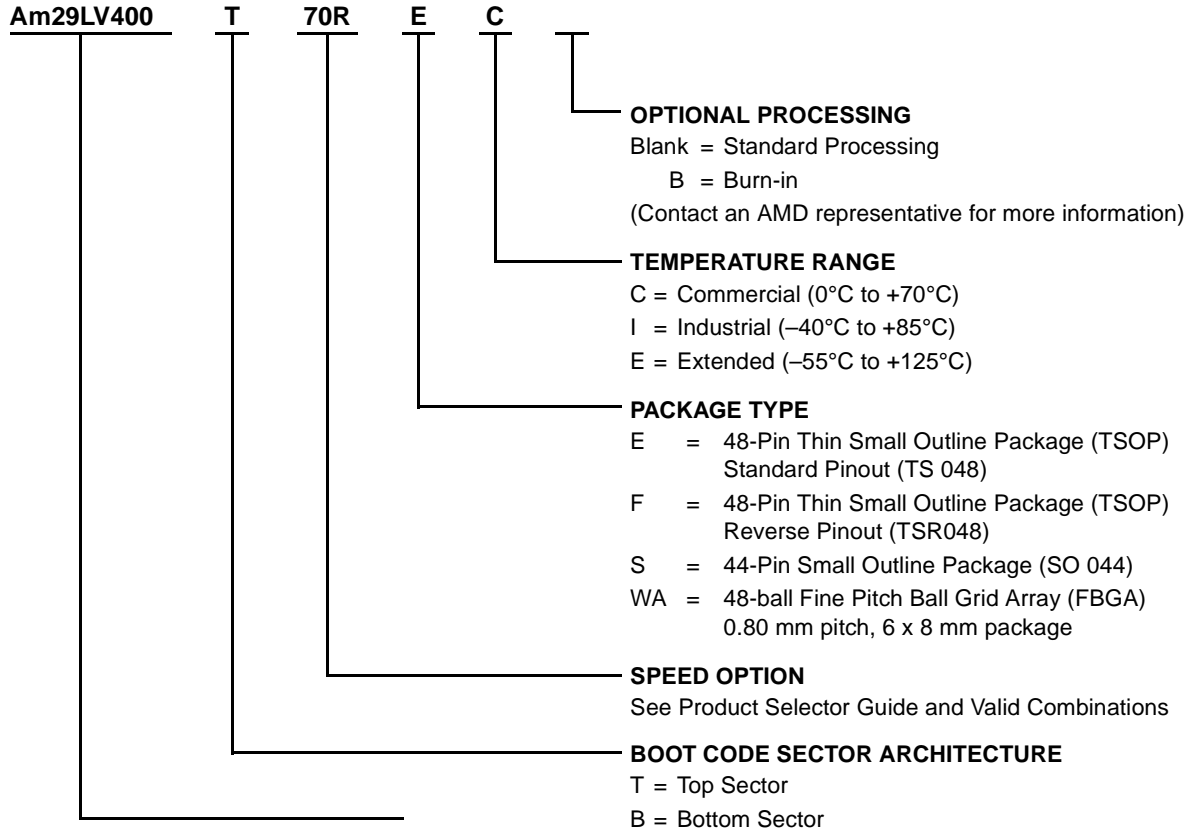 Am29LV400 T 70R E C
OPTIONAL PROCESSING
Blank = Standard Processing
B = Burn-in
(Contact an AMD representative for more information)
TEMPERATURE RANGE
C = Commercial (0°C to +70°C)
I = Industrial (–40°C to +85°C)
E = Extended (–55°C to +125°C)
PACKAGE TYPE
E = 48-Pin Thin Small Outline Package (TSOP)
Standard Pinout (TS 048)
F = 48-Pin Thin Small Outline Package (TSOP)
Reverse Pinout (TSR048)
S = 44-Pin Small Outline Package (SO 044)
WA = 48-ball Fine Pitch Ball Grid Array (FBGA)
0.80 mm pitch, 6 x 8 mm package
SPEED OPTION
See Product Selector Guide and Valid Combinations
BOOT CODE SECTOR ARCHITECTURE
T = Top Sector
B = Bottom Sector